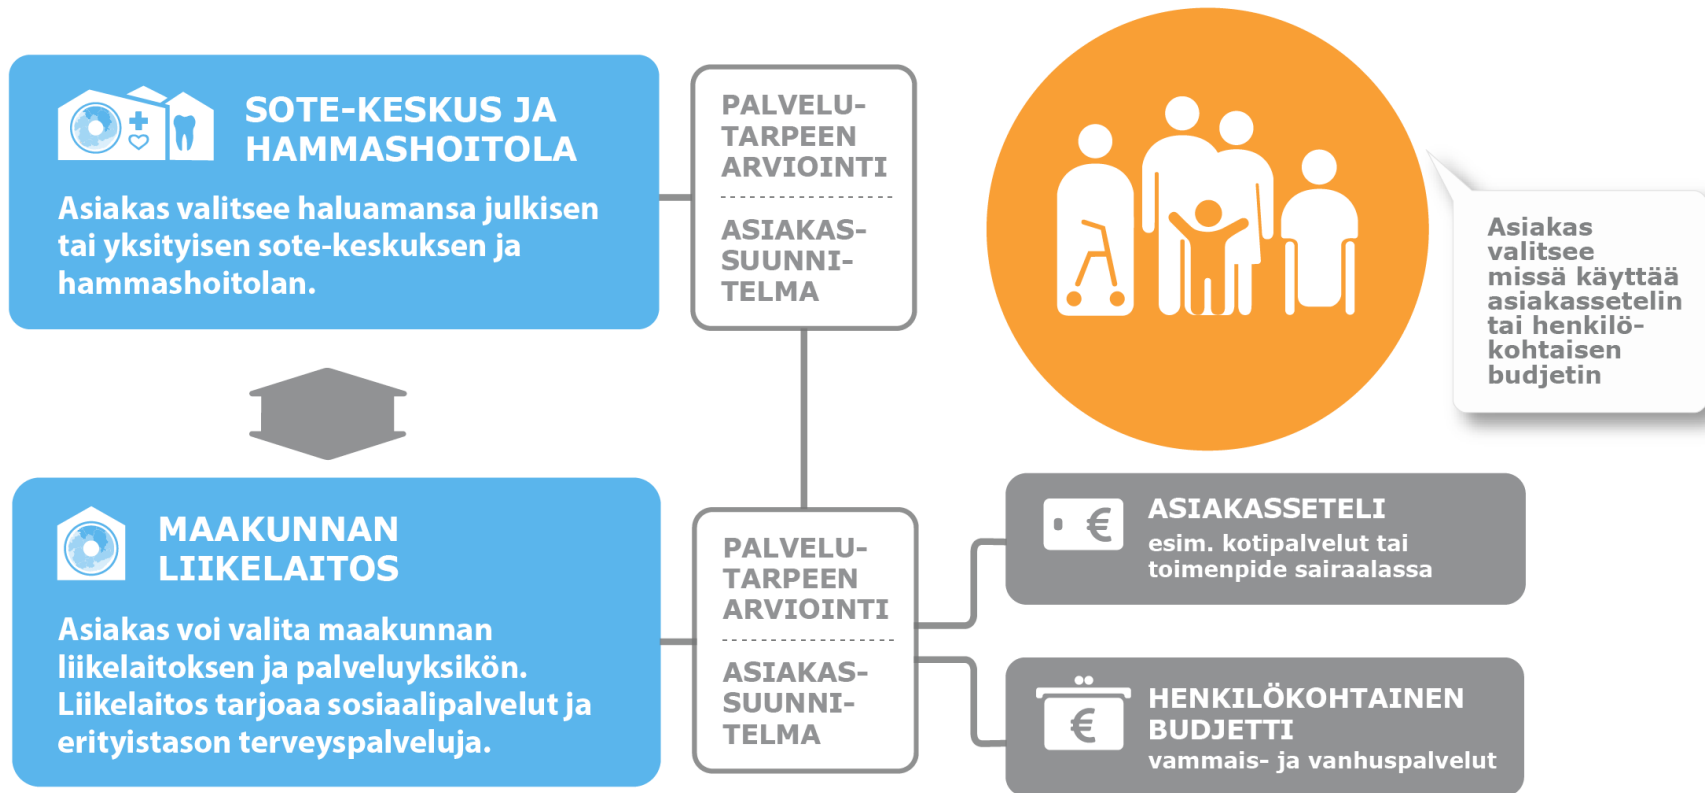 SOTE-KESKUS JA
HAMMASHOITOLA
Asiakas valitsee haluamansa julkisen
tai yksityisen sote-keskuksen ja
hammashoitolan.
PALVELU-
TARPEEN
ARVIOINTI
ASIAKAS-
SUUNNI-
TELMA
Asiakas
valitsee
missä käyttää
asiakassetelin
tai henkilö-
kohtaisen
budjetin
MAAKUNNAN
LIIKELAITOS
Asiakas voi valita maakunnan
liikelaitoksen ja palveluyksikön.
Liikelaitos tarjoaa sosiaalipalvelut ja
erityistason terveyspalveluja.
PALVELU-
TARPEEN
ARVIOINTI
ASIAKAS-
SUUNNI-
TELMA
€
ASIAKASSETELI
esim. kotipalvelut tai
toimenpide sairaalassa
€
HENKILÖKOHTAINEN
BUDJETTI
vammais- ja vanhuspalvelut